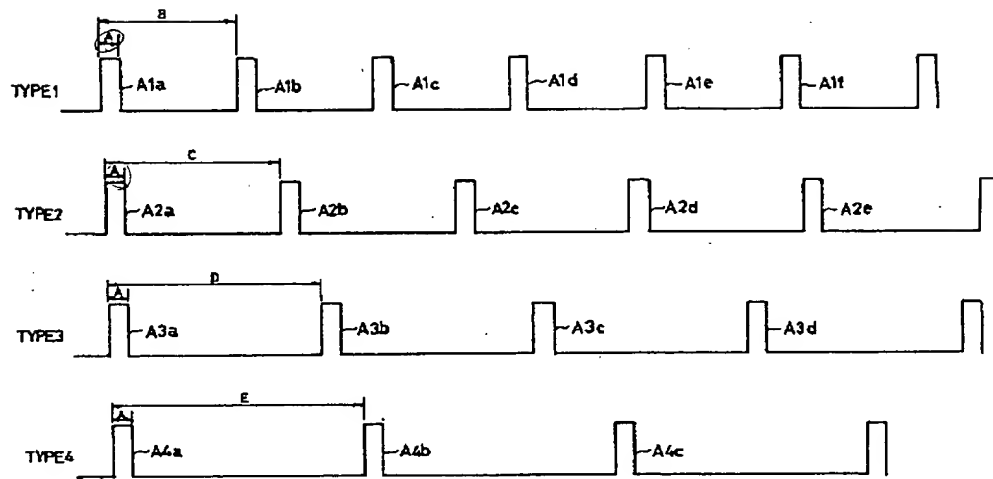 B
A
TYPE1 A1a A1b A1c A1d A1e A1f
C
A
TYPE2 A2a A2b A2c A2d A2e
D
A
TYPE3 A3a A3b A3c A3d
E
A
TYPE4 A4a A4b A4c